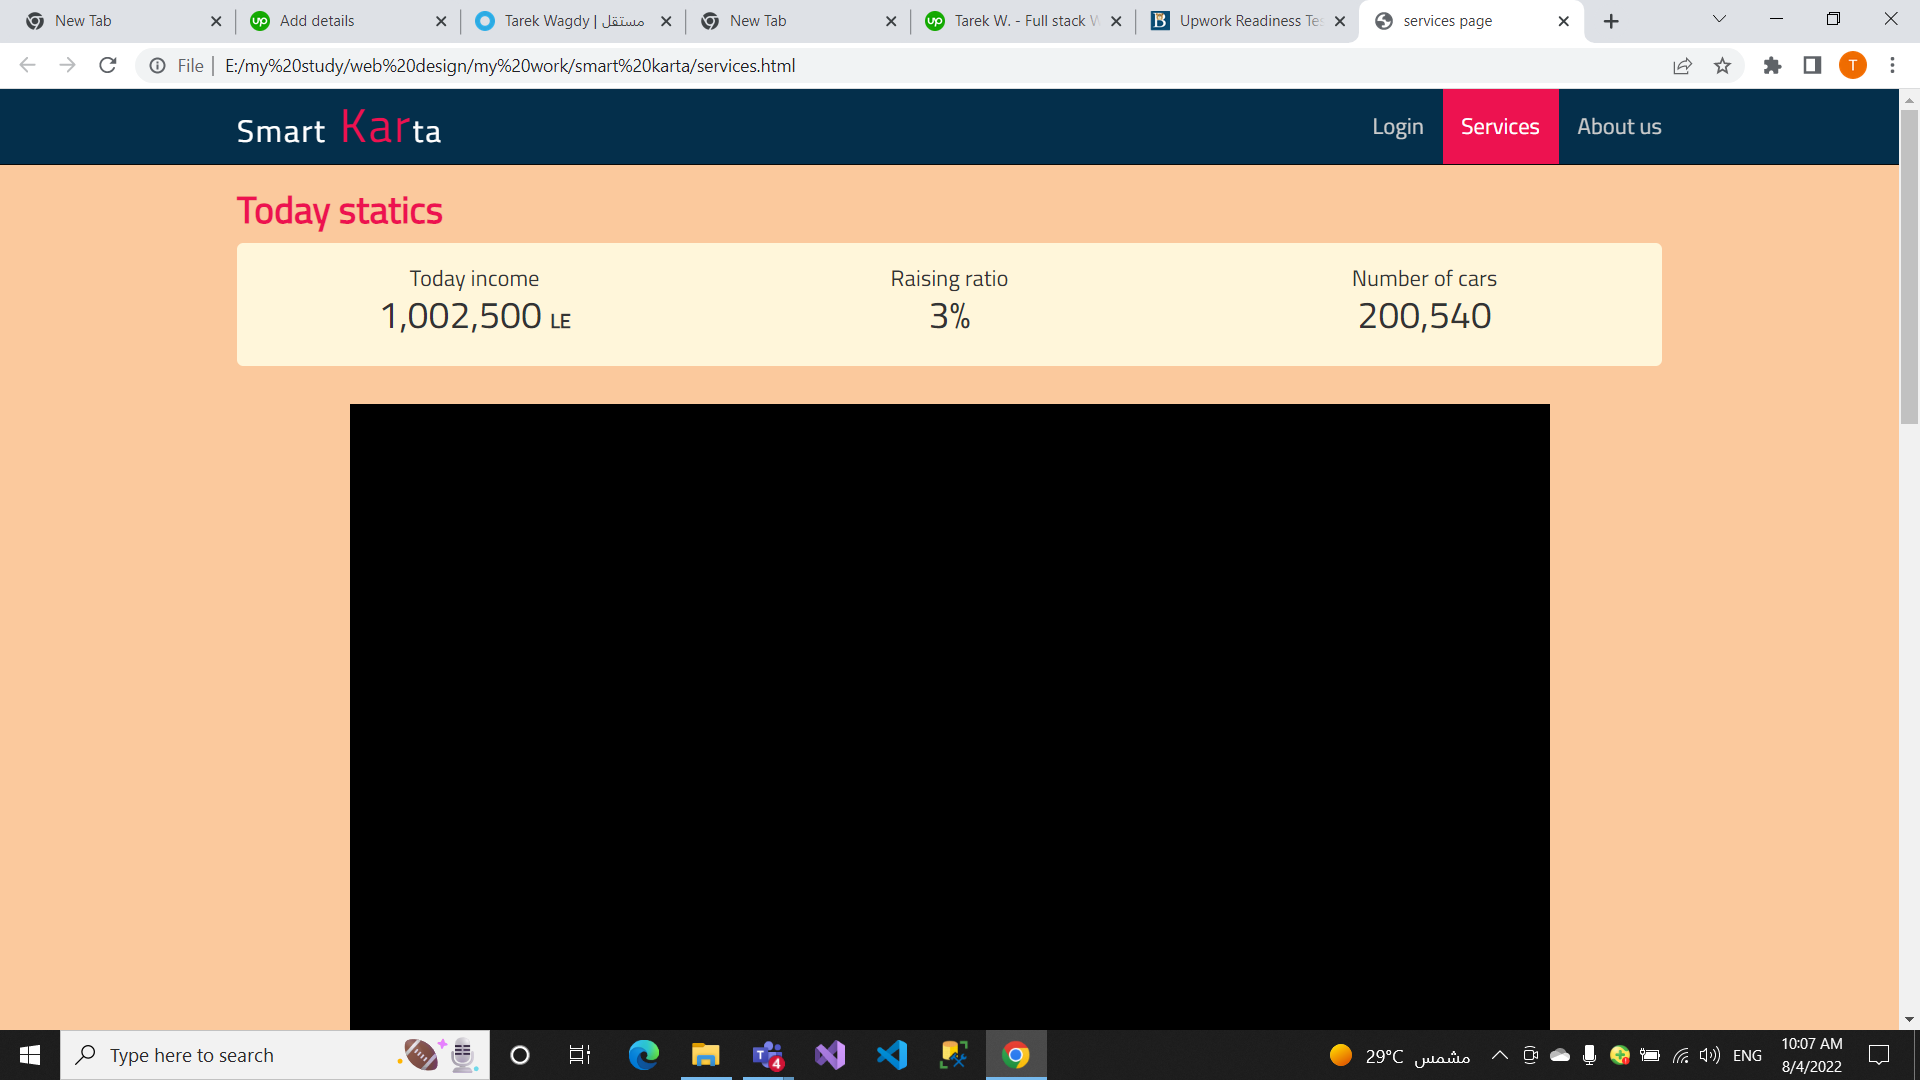 New Tab
Add details
Tarek Wagdy | مستقل
New Tab
Tarek W. - Full stack W
Upwork Readiness Tes
services page
File
E:/my%20study/web%20design/my%20work/smart%20karta/services.html
T
Smart Karta
Login
Services
About us
Today statics
Today income
1,002,500 LE
Raising ratio
3%
Number of cars
200,540
Type here to search
4
29°C مشمس
ENG
10:07 AM
8/4/2022